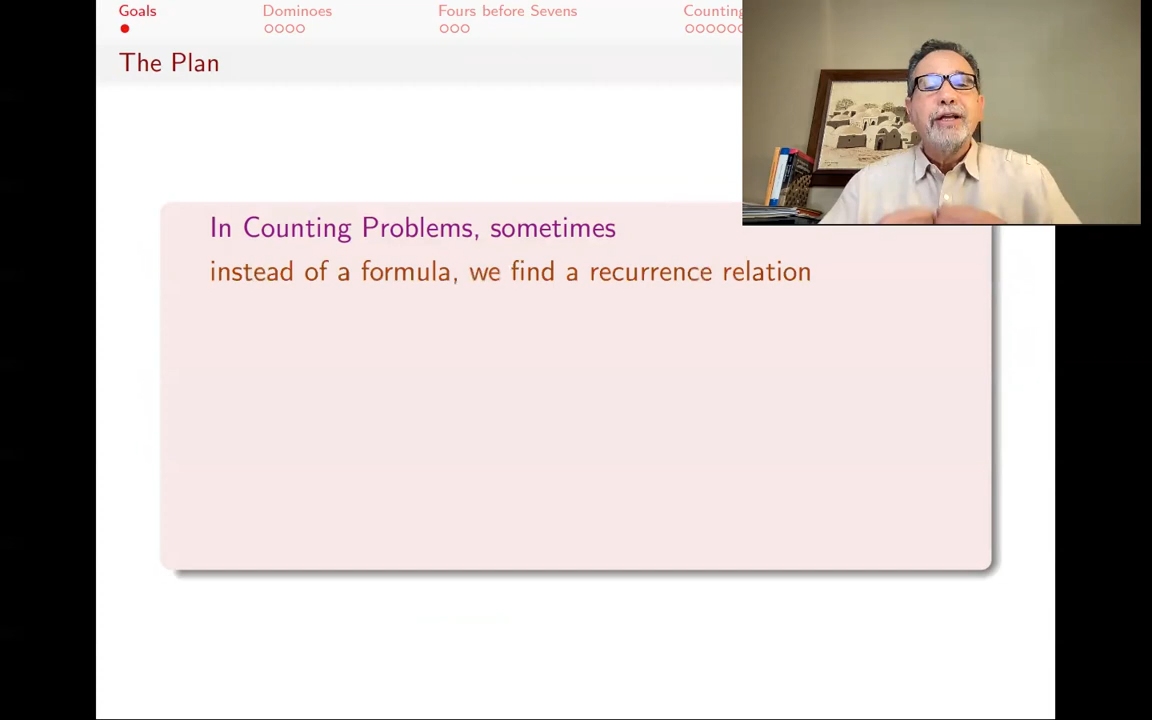 Goals Dominoes Fours before Sevens Counting
The Plan
In Counting Problems, sometimes
instead of a formula, we find a recurrence relation